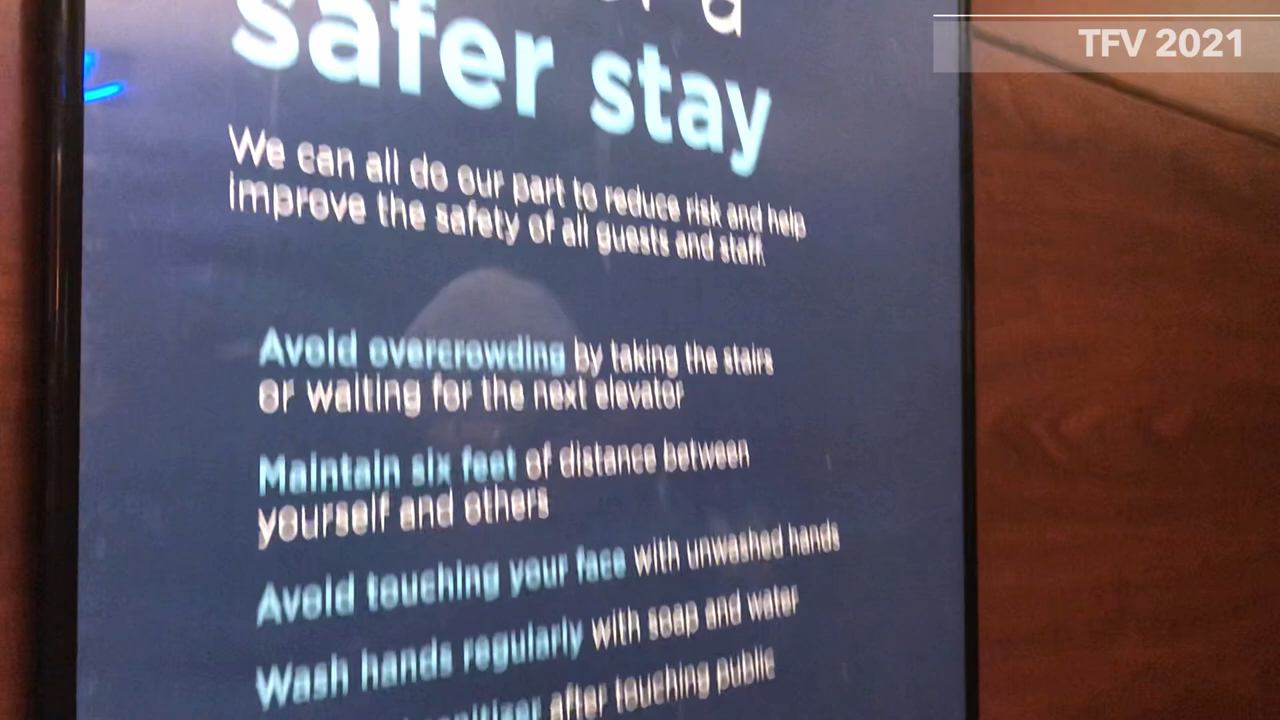 TFV 2021
a
safer stay
We can all do our part to reduce risk and help
improve the safety of all guests and staff.
Avoid overcrowding by taking the stairs
or waiting for the next elevator
Maintain six feet of distance between
yourself and others
Avoid touching your face with unwashed hands
Wash hands regularly with soap and water
after touching public